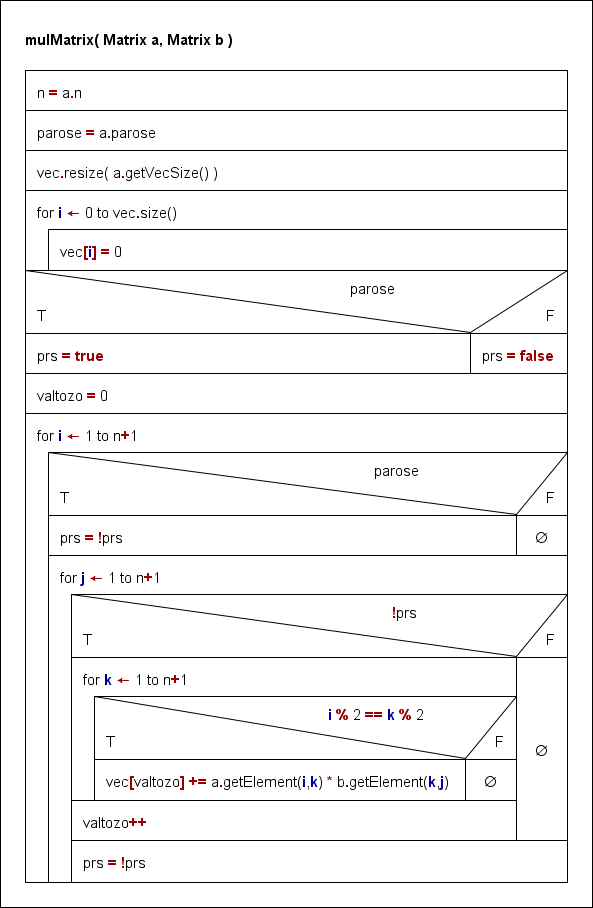 mulMatrix( Matrix a, Matrix b )
n = a.n
parose = a.parose
vec.resize( a.getVecSize() )
for i ← 0 to vec.size()
vec[i] = 0
parose
T F
prs = true prs = false
valtozo = 0
for i ← 1 to n+1
parose
T F
prs = !prs ∅
for j ← 1 to n+1
!prs
T F
for k ← 1 to n+1
i % 2 == k % 2
T F
∅
vec[valtozo] += a.getElement(i,k) * b.getElement(k,j) ∅
valtozo++
prs = !prs